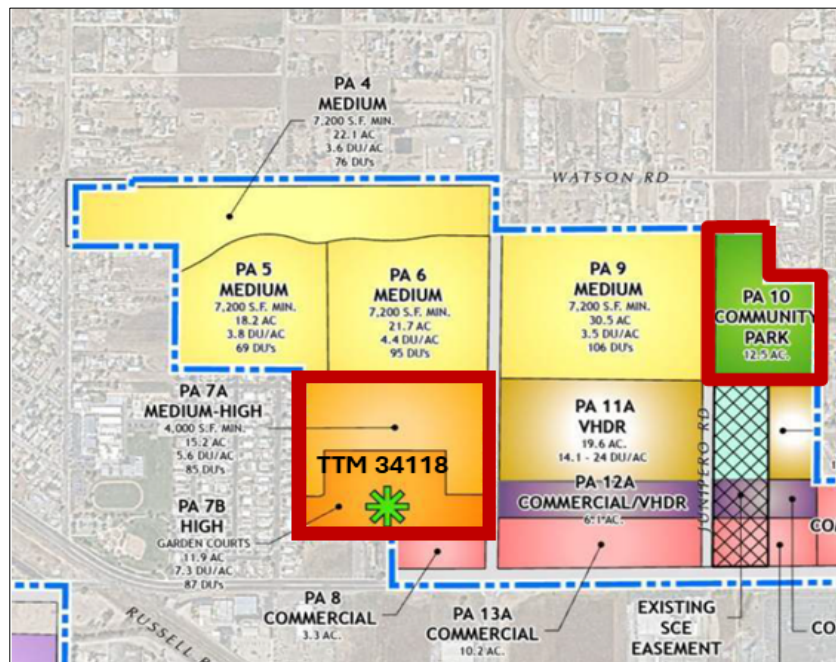 PA 4
MEDIUM
7,200 S.F. MIN.
22.1 AC
3.6 DU/AC
76 DU's
WATSON RD
PA 5
MEDIUM
7,200 S.F. MIN.
18.2 AC
3.8 DU/AC
69 DU's
PA 6
MEDIUM
7,200 S.F. MIN.
21.7 AC
4.4 DU/AC
95 DU's
PA 9
MEDIUM
7,200 S.F. MIN.
30.5 AC
3.5 DU/AC
106 DU's
PA 10
COMMUNITY
PARK
12.5 AC.
PA 7A
MEDIUM-HIGH
4,000 S.F. MIN.
15.2 AC
5.6 DU/AC
85 DU's
TTM 34118
PA 11A
VHDR
19.6 AC.
14.1 - 24 DU/AC
JUNIPERO RD
PA 12A
COMMERCIAL/VHDR
6.1 AC.
PA 7B
HIGH
GARDEN COURTS
11.9 AC
7.3 DU/AC
87 DU's
PA 8
COMMERCIAL
3.3 AC.
PA 13A
COMMERCIAL
10.2 AC.
EXISTING
SCE
EASEMENT
COM
CO
RUSSELL R